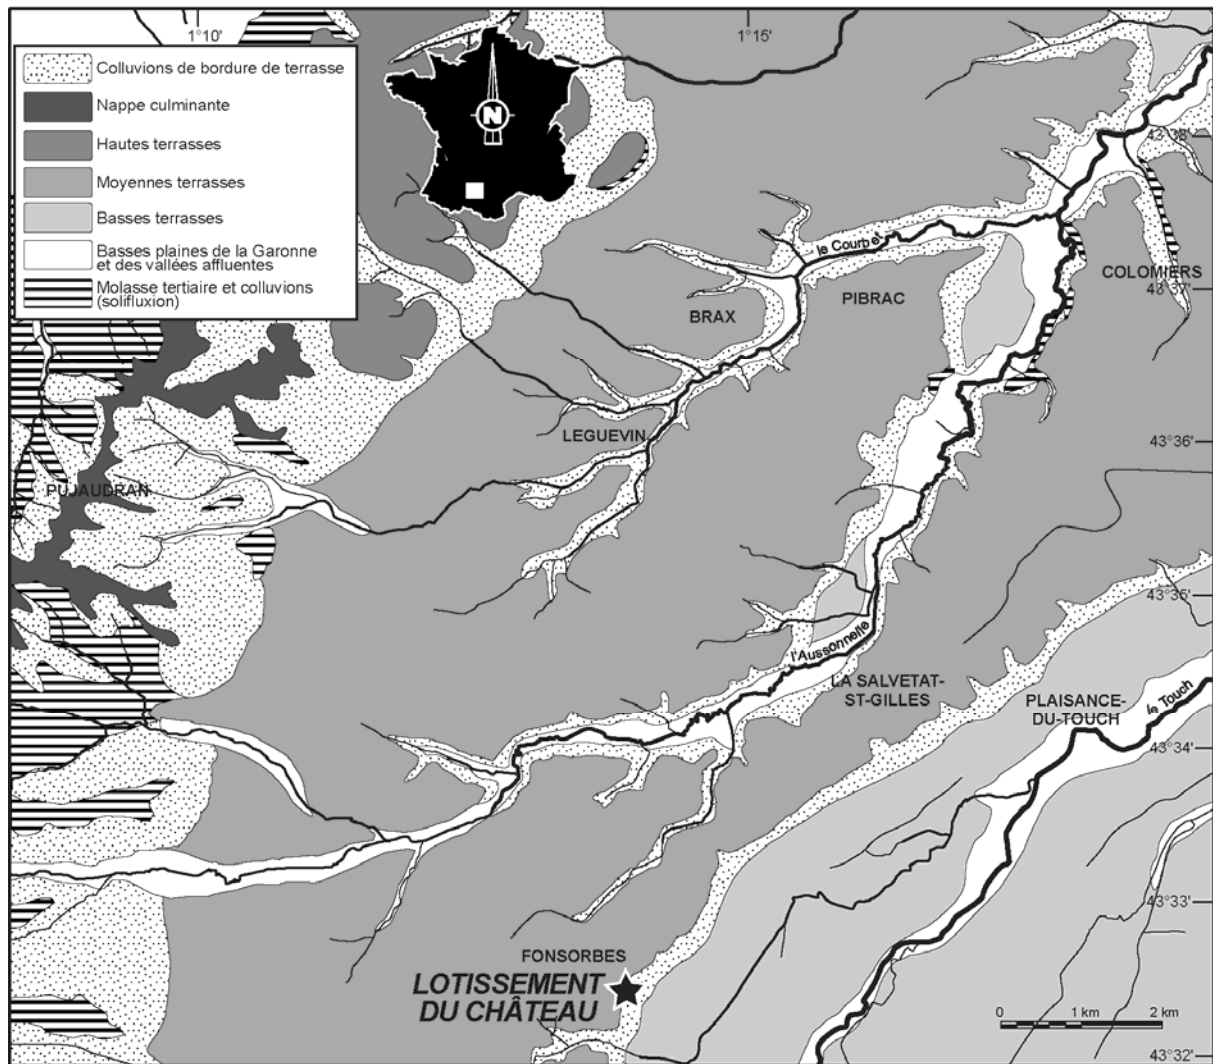 1°10'
1°15'
Colluvions de bordure de terrasse
Nappe culminante
Hautes terrasses
Moyennes terrasses
Basses terrasses
Basses plaines de la Garonne
et des vallées affluentes
Molasse tertiaire et colluvions
(solifluxion)
N
43°38'
le Courbet
COLOMIERS
43°37'
PIBRAC
BRAX
LEGUEVIN
43°36'
PUJAUDRAN
43°35'
l'Aussonnelle
LA SALVETAT-
ST-GILLES
PLAISANCE-
DU-TOUCH
le Touch
43°34'
43°33'
FONSORBES
LOTISSEMENT
DU CHÂTEAU
0 1 km 2 km
43°32'